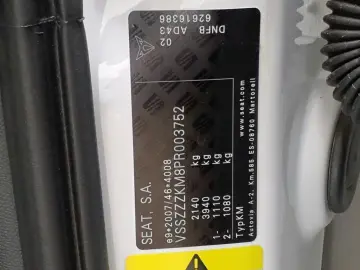 SEAT, S.A.
e9*2007/46*4008
VSSZZZKM8PR003752
2140 kg
3940 kg
1- 1110 kg
2- 1080 kg
TypKM
www.seat.com
Autovia A-2, Km.585 ES-08760 Martorell
02
DNFB AD43
62616386